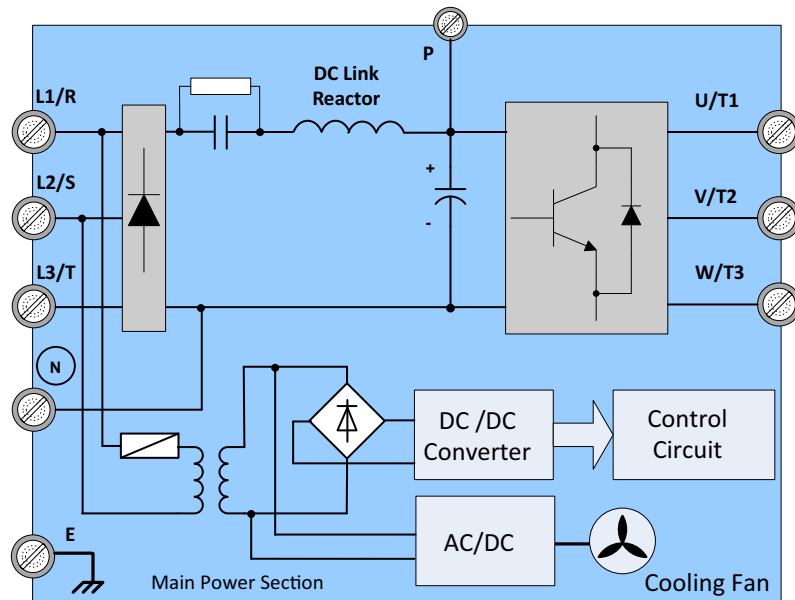 P
L1/R
DC Link
Reactor
U/T1
L2/S
+
V/T2
-
L3/T
W/T3
N
DC /DC
Converter
Control
Circuit
E
AC/DC
Main Power Section
Cooling Fan